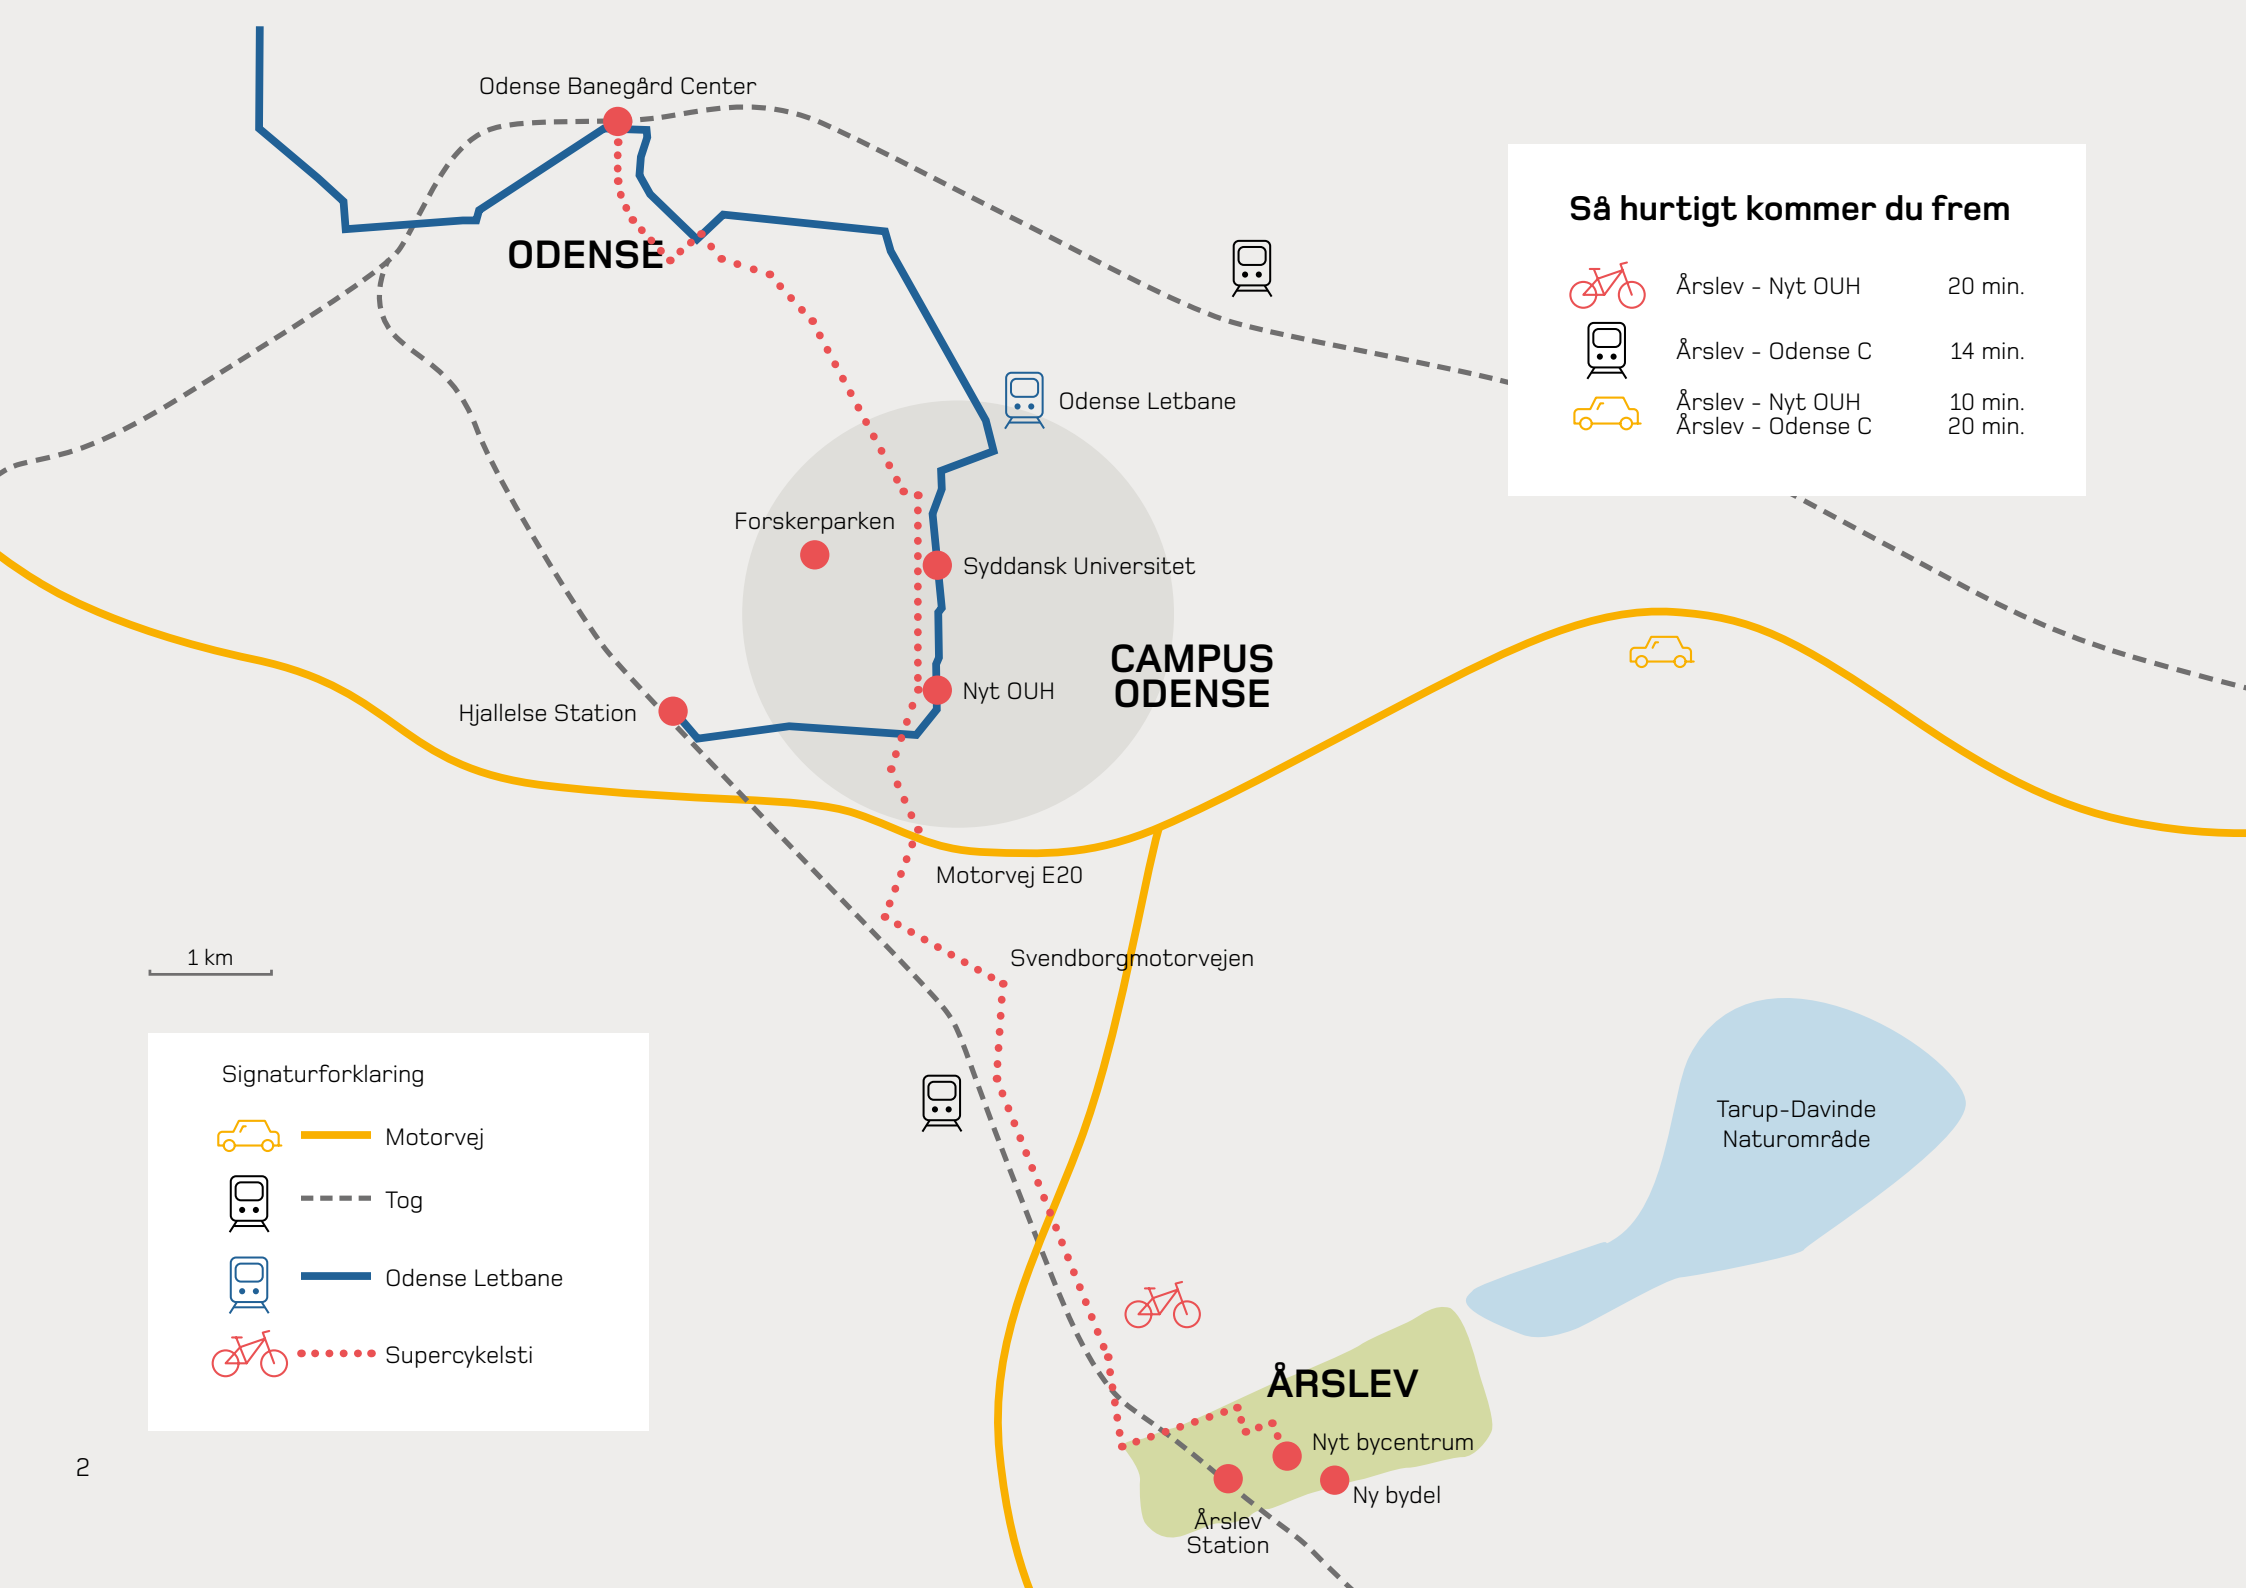 Odense Banegård Center
ODENSE
Så hurtigt kommer du frem
Årslev - Nyt OUH 20 min.
Årslev - Odense C 14 min.
Årslev - Nyt OUH 10 min.
Årslev - Odense C 20 min.
Odense Letbane
Forskerparken
Syddansk Universitet
CAMPUS
ODENSE
Nyt OUH
Hjallelse Station
Motorvej E20
Svendborgmotorvejen
1 km
Signaturforklaring
Motorvej
Tog
Odense Letbane
Supercykelsti
Tarup-Davinde
Naturområde
ÅRSLEV
Nyt bycentrum
Ny bydel
Årslev
Station
2